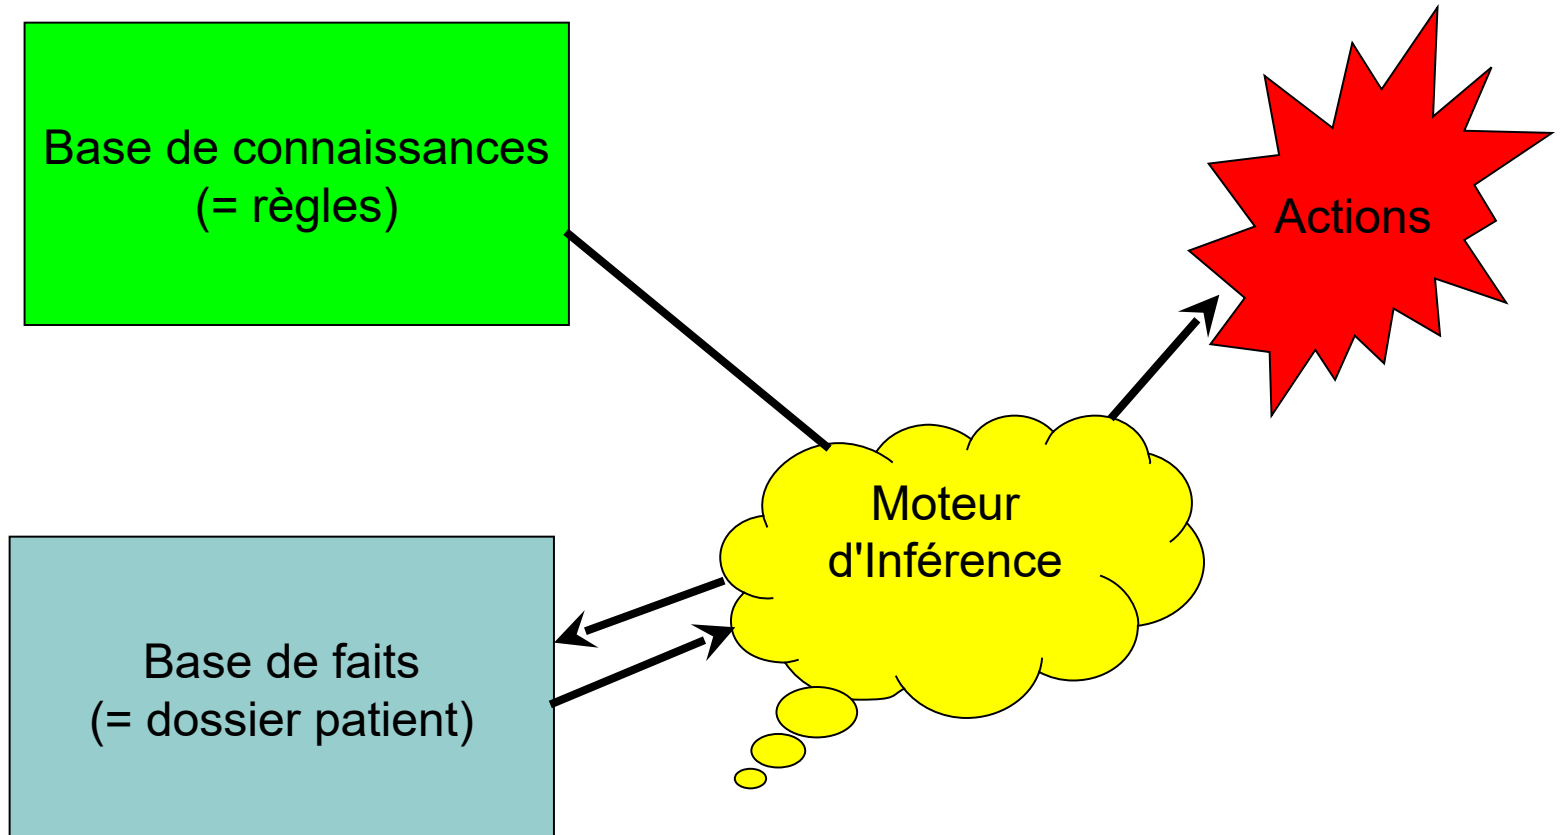 Base de connaissances
(= règles)
Actions
Moteur
d'Inférence
Base de faits
(= dossier patient)